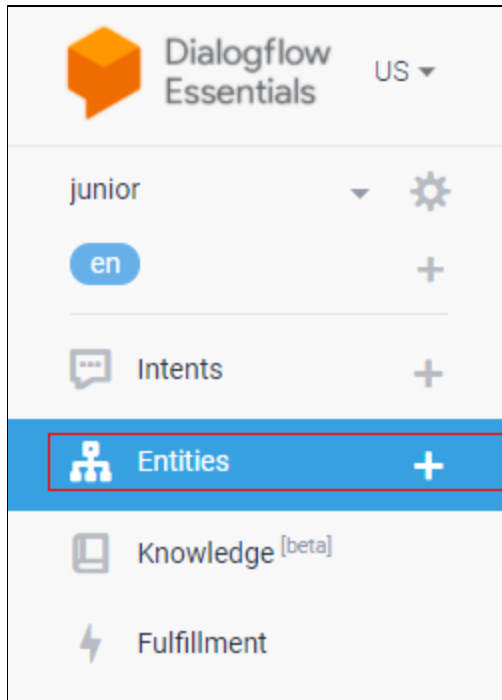 Dialogflow
Essentials
US
junior
en
Intents
Entities
Knowledge [beta]
Fulfillment